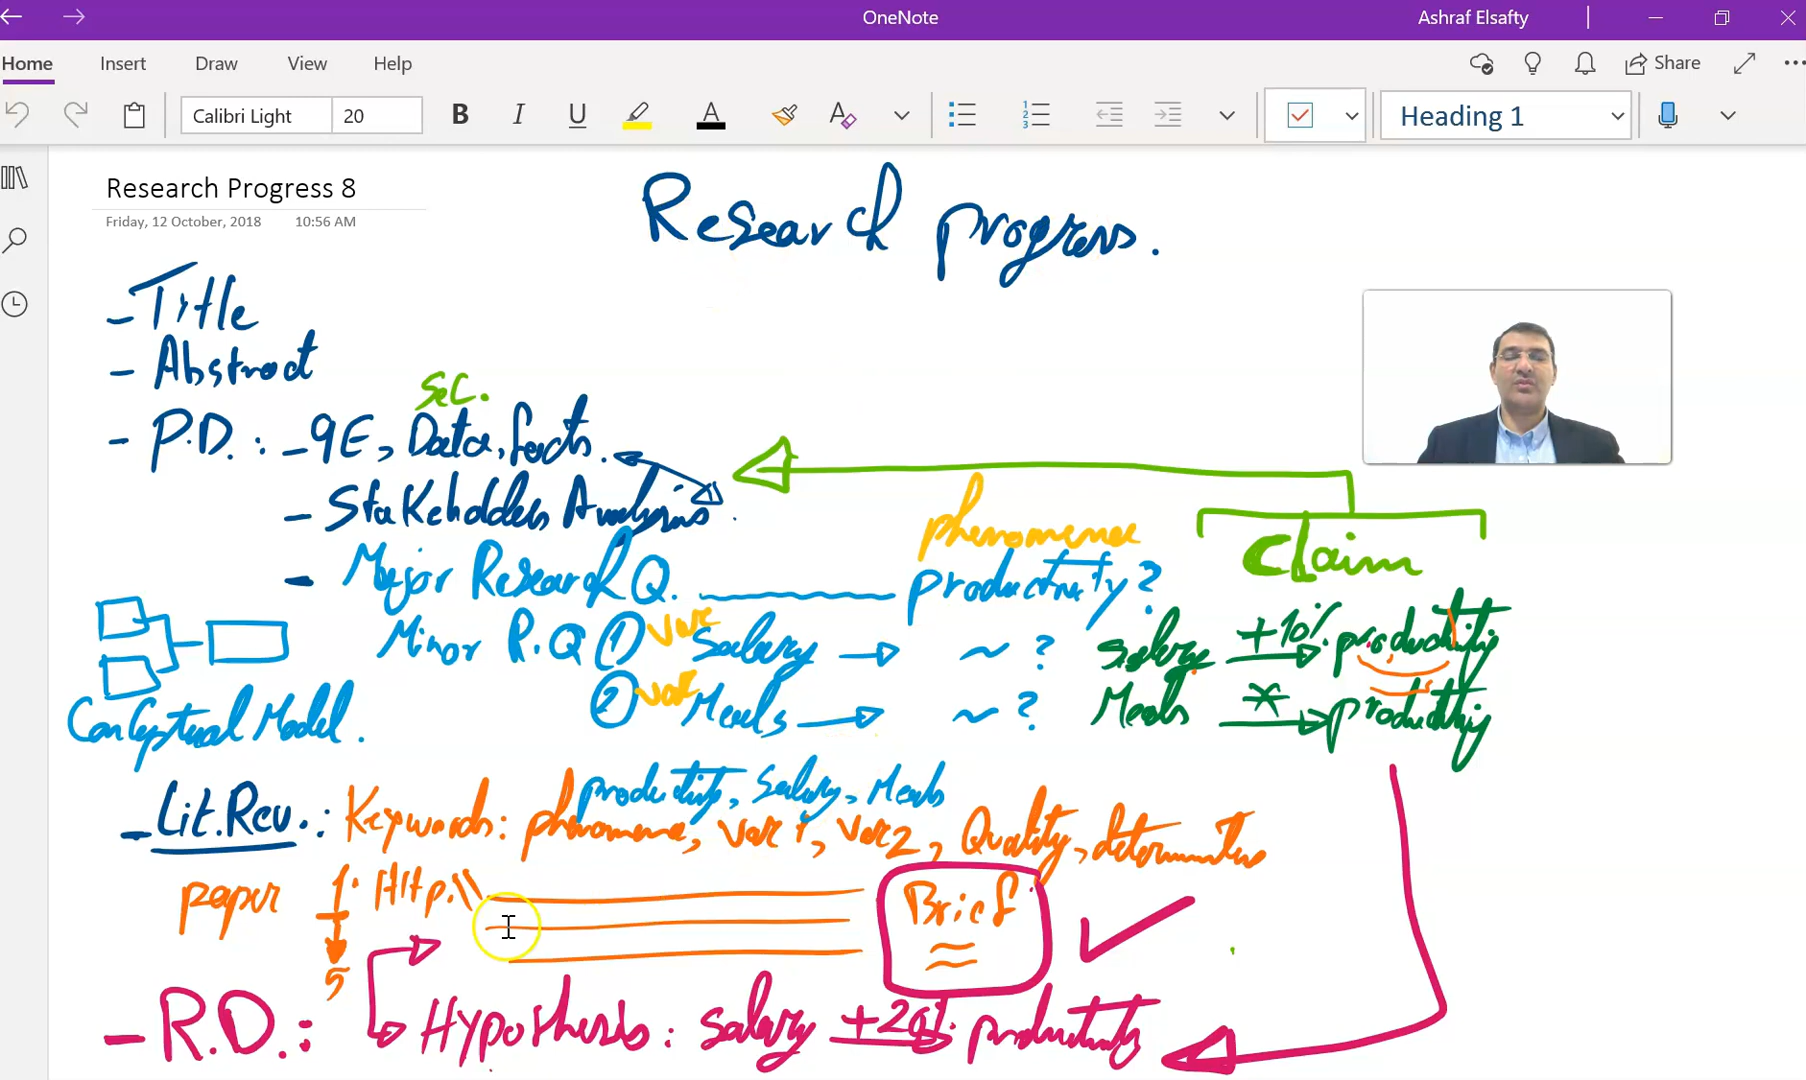 OneNote
Ashraf Elsafty
Home Insert Draw View Help
Share
Calibri Light 20 B I U A Heading 1
Research Progress 8
Friday, 12 October, 2018 10:56 AM
Research progress.
- Title
- Abstract
Sec.
- P.D. : - 9E, Data, facts.
- Stakeholders Analysis.
phenomenon
claim
- Major Research Q. productivity?
Minor R.Q ① var Salary → ~ ? Salary +10% productivity
② var Meals → ~ ? Meals * productivity
Conceptual Model.
productivity, Salary, Meals
- Lit. Rev. : Keywords: phenomena, var 1, var 2, Quality, determinates
paper 1. Http:\\ Brief
5
- R.D. : Hypothesis : salary +20% productivity